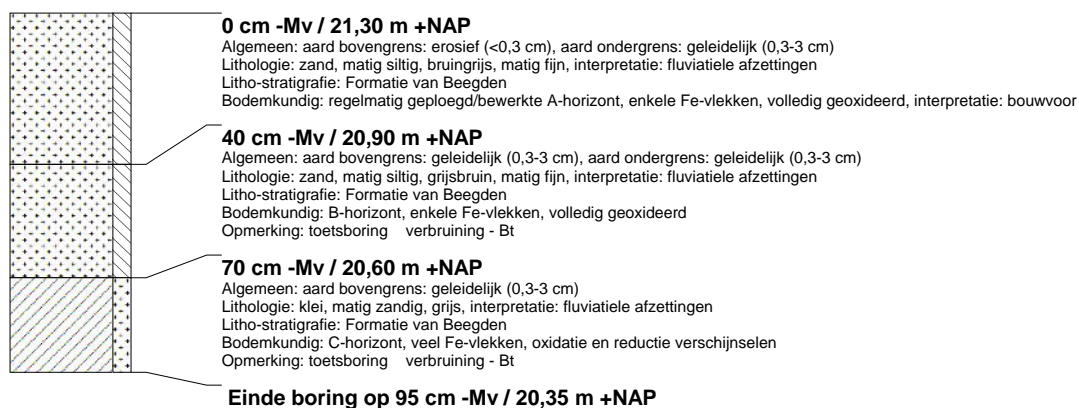 0 cm -Mv / 21,30 m +NAP
Algemeen: aard bovengrens: erosief (<0,3 cm), aard ondergrens: geleidelijk (0,3-3 cm)
Lithologie: zand, matig siltig, bruingrijs, matig fijn, interpretatie: fluviatiele afzettingen
Litho-stratigrafie: Formatie van Beegden
Bodemkundig: regelmatig geploegd/bewerkte A-horizont, enkele Fe-vlekken, volledig geoxideerd, interpretatie: bouwvoor
40 cm -Mv / 20,90 m +NAP
Algemeen: aard bovengrens: geleidelijk (0,3-3 cm), aard ondergrens: geleidelijk (0,3-3 cm)
Lithologie: zand, matig siltig, grijsbruin, matig fijn, interpretatie: fluviatiele afzettingen
Litho-stratigrafie: Formatie van Beegden
Bodemkundig: B-horizont, enkele Fe-vlekken, volledig geoxideerd
Opmerking: toetsboring verbruining - Bt
70 cm -Mv / 20,60 m +NAP
Algemeen: aard bovengrens: geleidelijk (0,3-3 cm)
Lithologie: klei, matig zandig, grijs, interpretatie: fluviatiele afzettingen
Litho-stratigrafie: Formatie van Beegden
Bodemkundig: C-horizont, veel Fe-vlekken, oxidatie en reductie verschijnselen
Opmerking: toetsboring verbruining - Bt
Einde boring op 95 cm -Mv / 20,35 m +NAP